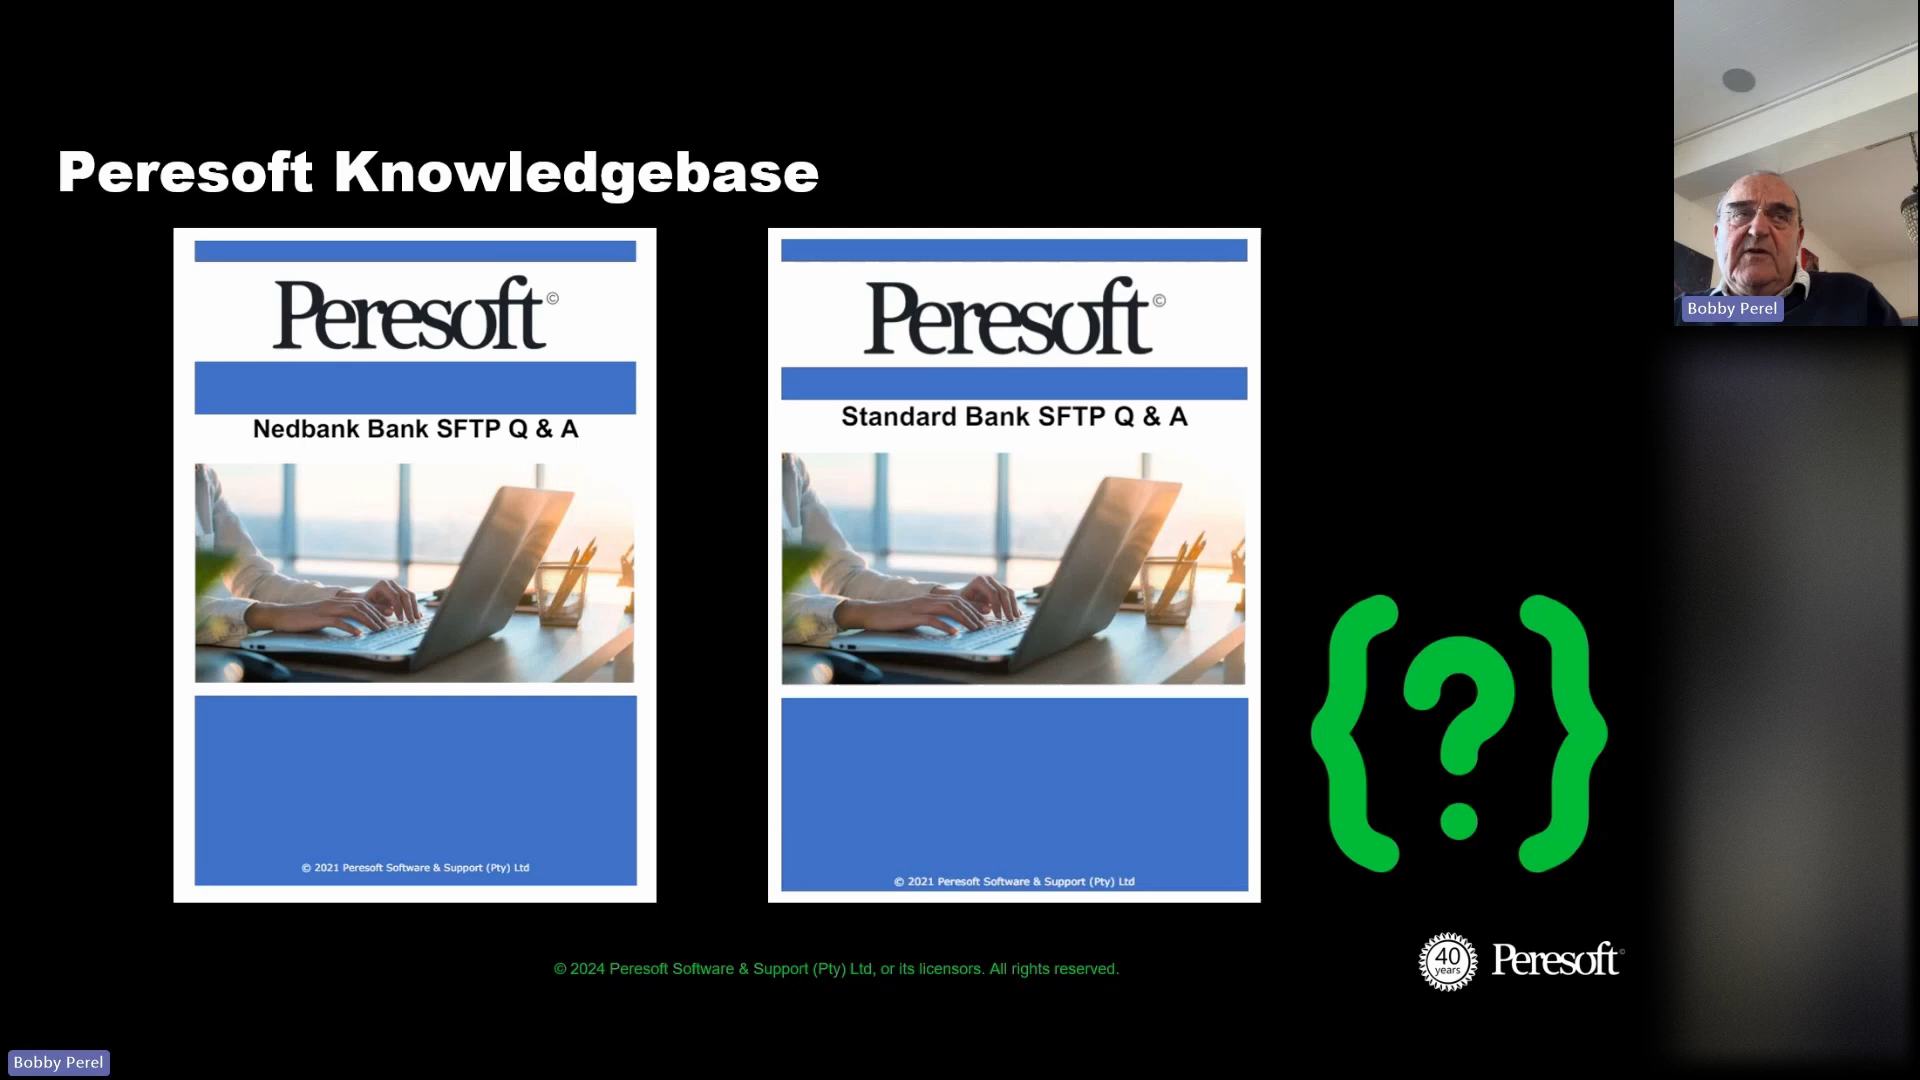 Peresoft Knowledgebase
Peresoft©
Nedbank Bank SFTP Q & A
© 2021 Peresoft Software & Support (Pty) Ltd
Peresoft©
Standard Bank SFTP Q & A
© 2021 Peresoft Software & Support (Pty) Ltd
{?}
© 2024 Peresoft Software & Support (Pty) Ltd, or its licensors. All rights reserved.
40
years
Peresoft©
Bobby Perel
Bobby Perel